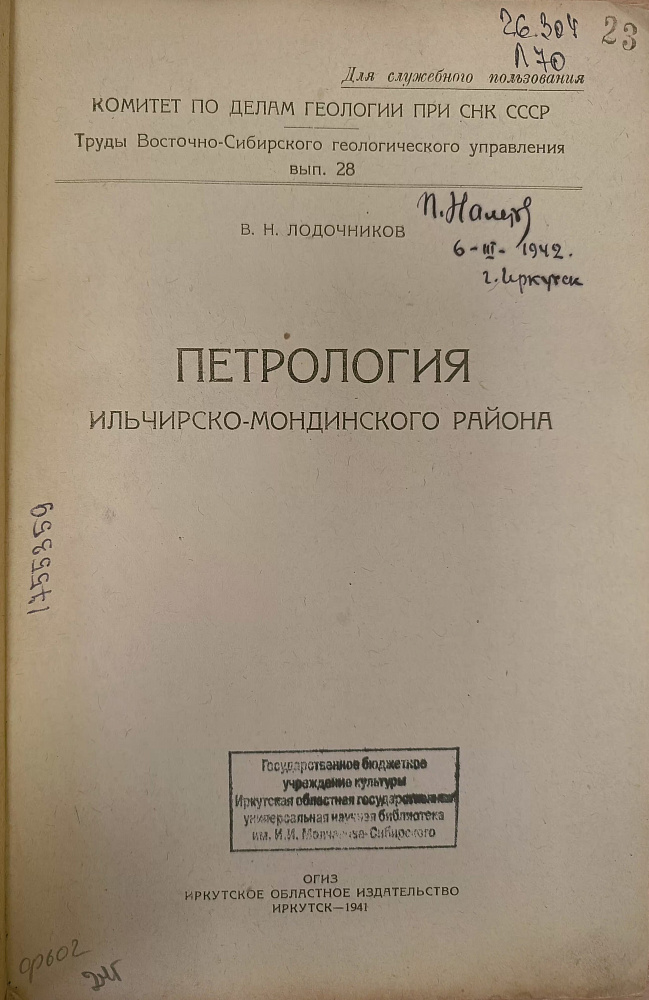 26.304
Л70
23
Для служебного пользования
КОМИТЕТ ПО ДЕЛАМ ГЕОЛОГИИ ПРИ СНК СССР
Труды Восточно-Сибирского геологического управления
вып. 28
В. Н. ЛОДОЧНИКОВ
П. Налетов
6-III-1942.
г. Иркутск
ПЕТРОЛОГИЯ
ИЛЬЧИРСКО-МОНДИНСКОГО РАЙОНА
1755359
Государственное бюджетное
учреждение культуры
Иркутская областная государственная
универсальная научная библиотека
им. И.И. Молчанова-Сибирского
ОГИЗ
ИРКУТСКОЕ ОБЛАСТНОЕ ИЗДАТЕЛЬСТВО
ИРКУТСК—1941